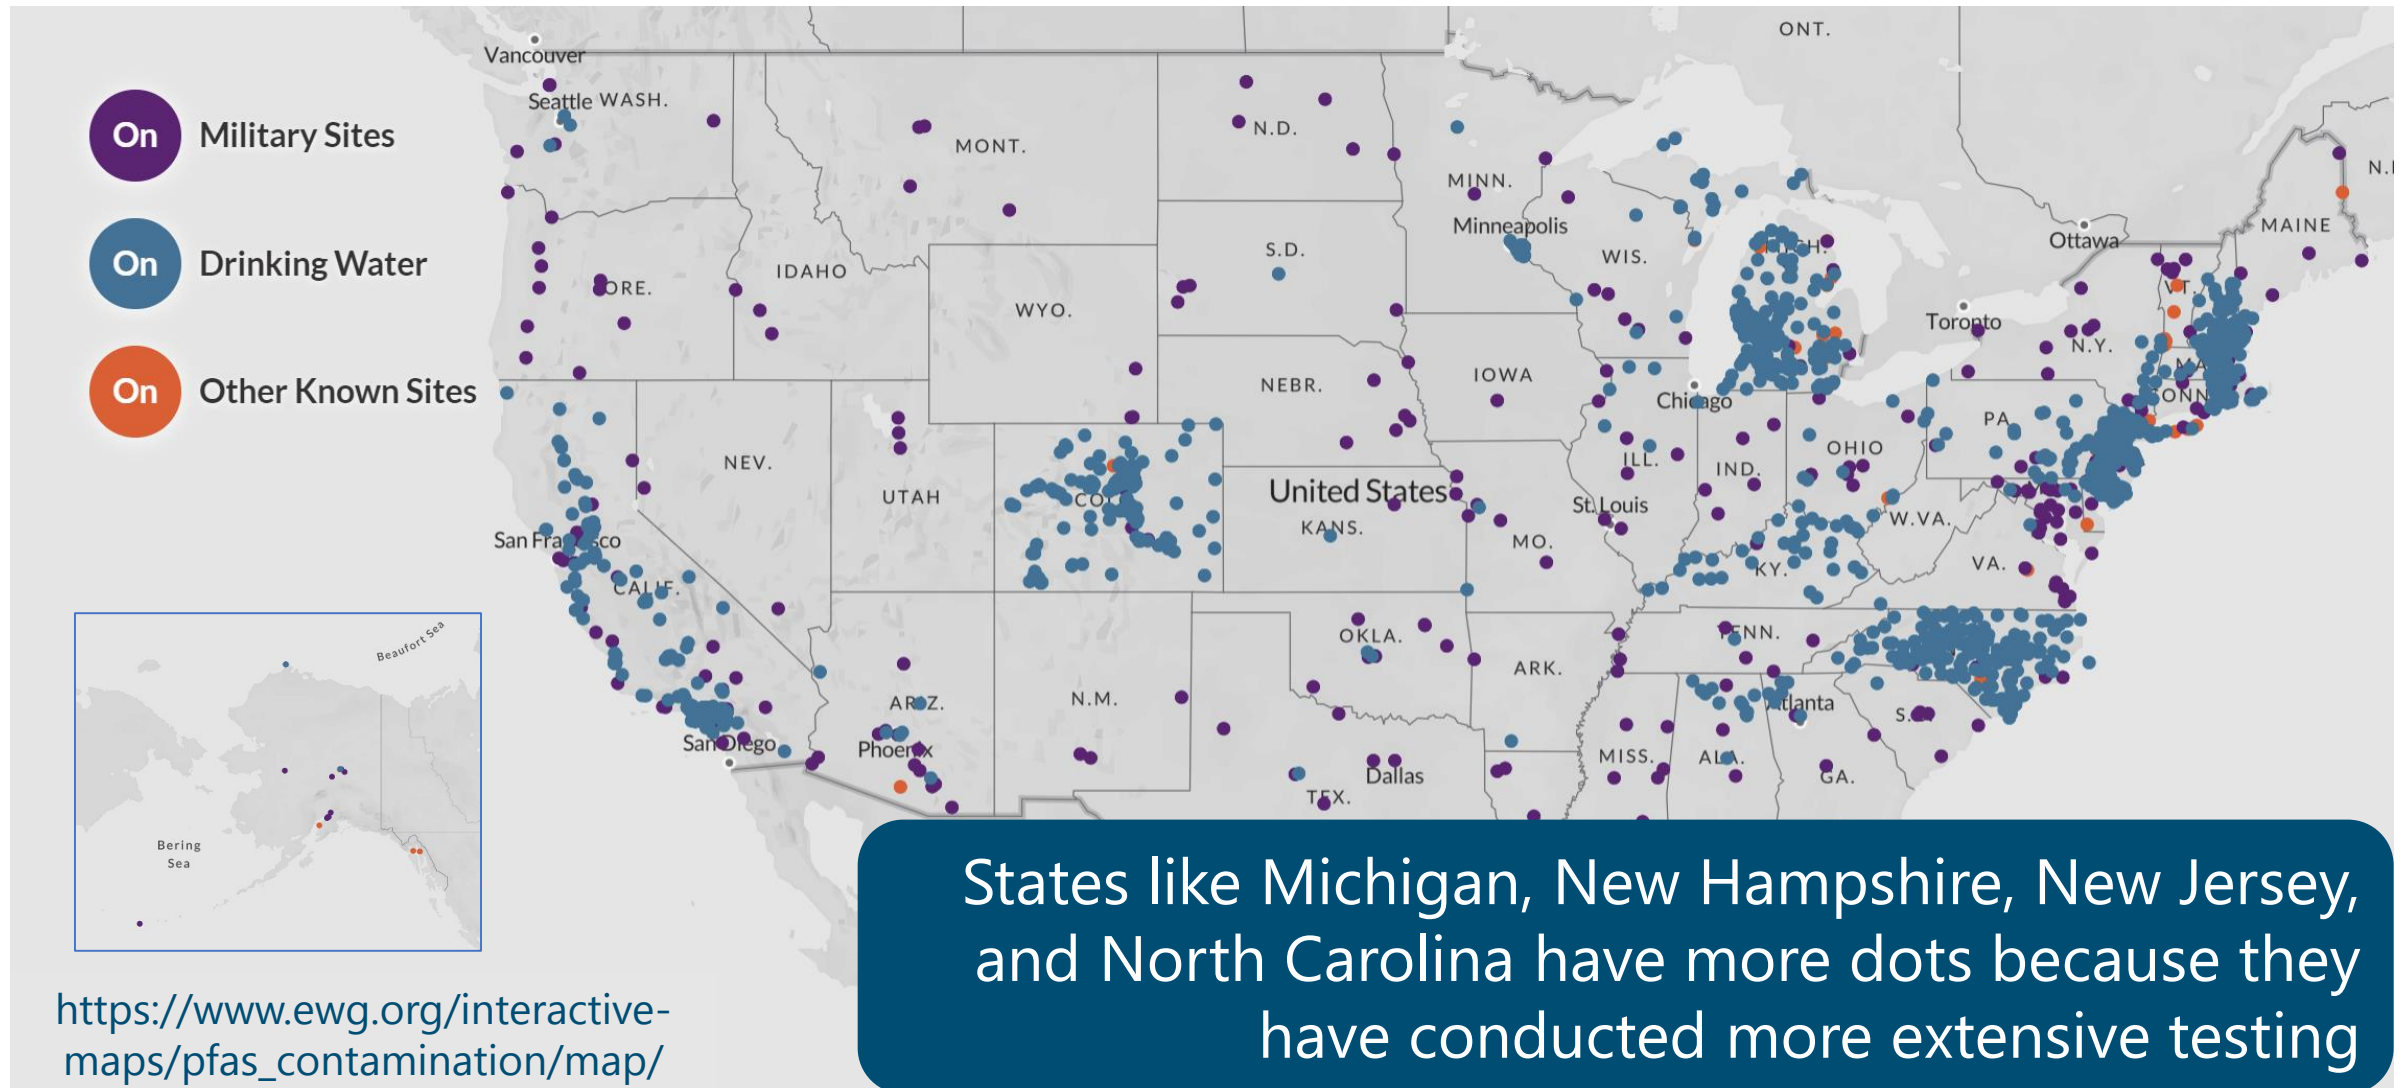 Vancouver
Seattle
WASH.
MONT.
N.D.
MINN.
ONT.
On
Military Sites
On
Drinking Water
On
Other Known Sites
ORE.
IDAHO
WYO.
S.D.
Minneapolis
WIS.
Ottawa
MAINE
VT.
Toronto
N.Y.
NEBR.
IOWA
Chicago
PA.
OHIO
NEV.
UTAH
United States
KANS.
ILL.
IND.
St. Louis
MO.
W.VA.
VA.
KY.
San Francisco
CALIF.
San Diego
ARIZ.
Phoenix
N.M.
OKLA.
ARK.
TENN.
Atlanta
MISS.
ALA.
GA.
Dallas
TEX.
Beaufort Sea
Bering
Sea
https://www.ewg.org/interactive-
maps/pfas_contamination/map/
States like Michigan, New Hampshire, New Jersey,
and North Carolina have more dots because they
have conducted more extensive testing